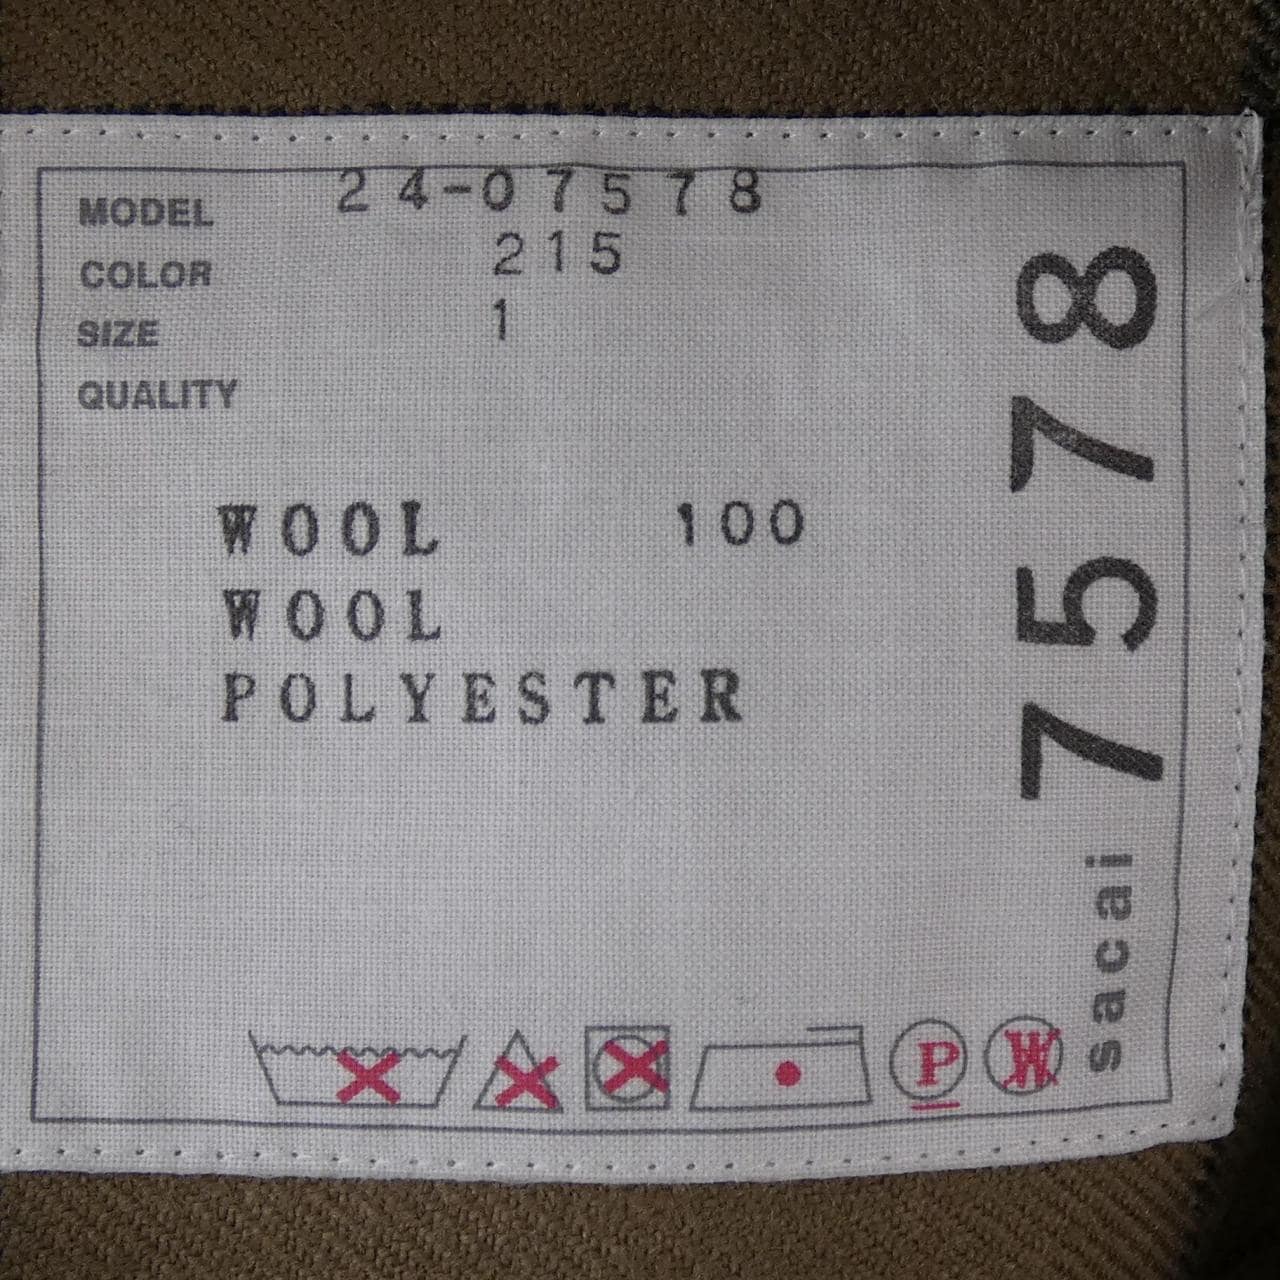 MODEL 24-07578
COLOR 215
SIZE 1
QUALITY
WOOL 100
WOOL
POLYESTER
P W
sacai 7578